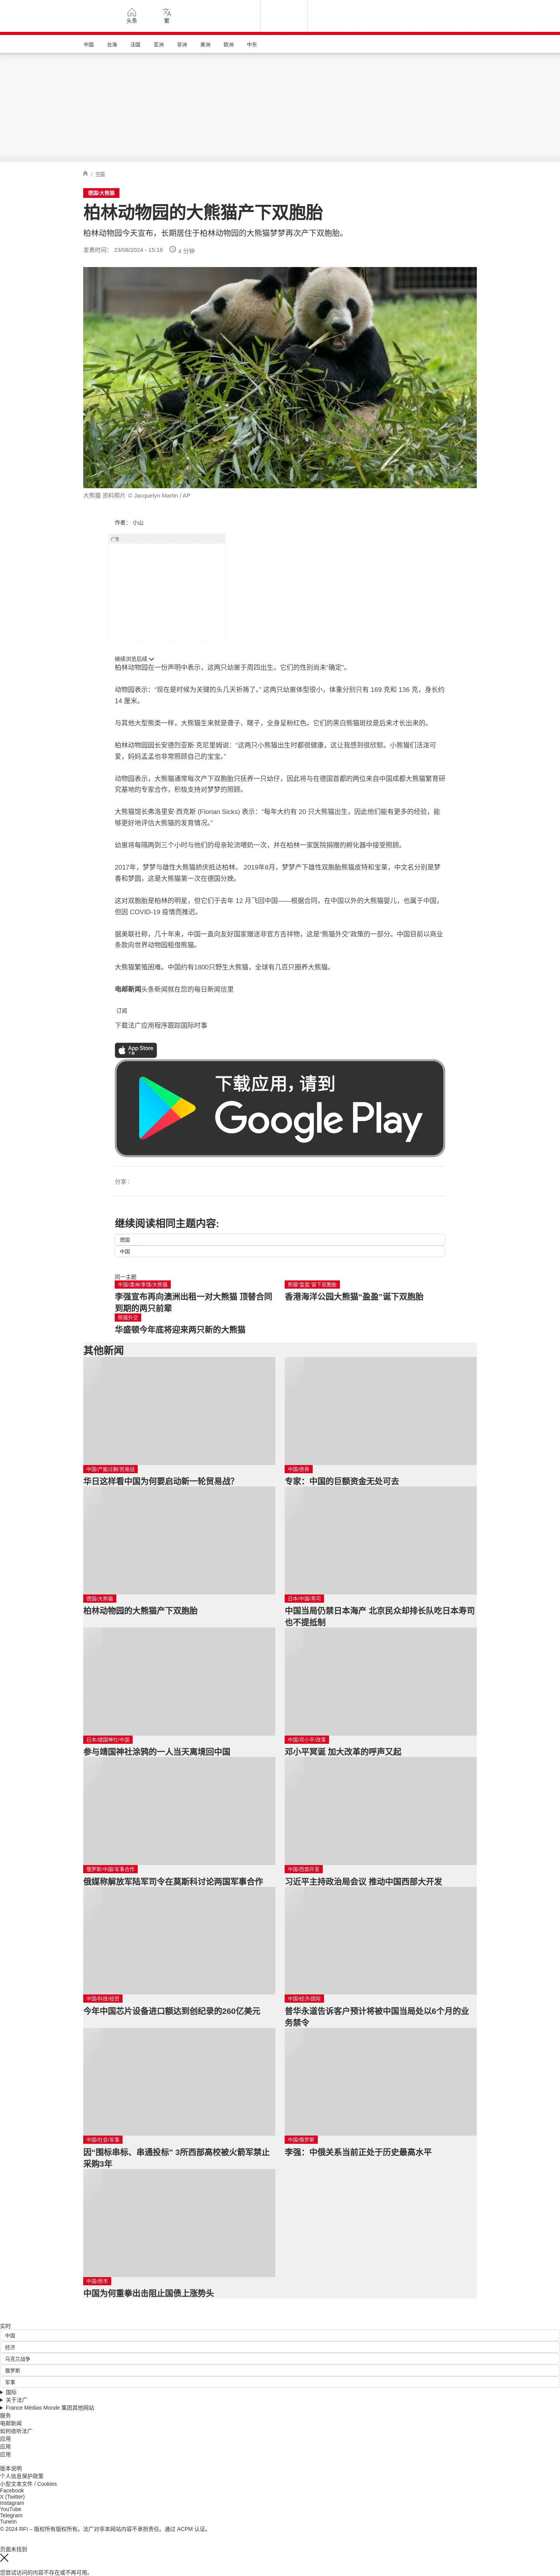 头条
繁
中国
台海
法国
亚洲
非洲
美洲
欧洲
中东
/ 中国
德国/大熊猫
柏林动物园的大熊猫产下双胞胎
柏林动物园今天宣布，长期居住于柏林动物园的大熊猫梦梦再次产下双胞胎。
发表时间： 23/08/2024 - 15:16
4 分钟
大熊猫 资料照片 © Jacquelyn Martin / AP
作者： 小山
广告
继续浏览后续
柏林动物园在一份声明中表示，这两只幼崽于周四出生。它们的性别尚未“确定”。
动物园表示：“现在是时候为关键的头几天祈祷了。” 这两只幼崽体型很小，体重分别只有 169 克和 136 克，身长约
14 厘米。
与其他大型熊类一样，大熊猫生来就是聋子、瞎子，全身呈粉红色。它们的黑白熊猫斑纹是后来才长出来的。
柏林动物园园长安德烈亚斯·克尼里姆说：“这两只小熊猫出生时都很健康，这让我感到很欣慰。小熊猫们活泼可
爱，妈妈孟孟也非常照顾自己的宝宝。”
动物园表示，大熊猫通常每次产下双胞胎只抚养一只幼仔，因此将与在德国首都的两位来自中国成都大熊猫繁育研
究基地的专家合作，积极支持对梦梦的照顾。
大熊猫馆长弗洛里安·西克斯 (Florian Sicks) 表示：“每年大约有 20 只大熊猫出生，因此他们能有更多的经验，能
够更好地评估大熊猫的发育情况。”
幼崽将每隔两到三个小时与他们的母亲轮流喂奶一次，并在柏林一家医院捐赠的孵化器中接受照顾。
2017年，梦梦与雄性大熊猫娇庆抵达柏林。 2019年8月，梦梦产下雄性双胞胎熊猫皮特和宝莱，中文名分别是梦
香和梦圆，这是大熊猫第一次在德国分娩。
这对双胞胎是柏林的明星，但它们于去年 12 月飞回中国——根据合同，在中国以外的大熊猫婴儿，也属于中国，
但因 COVID-19 疫情而推迟。
据美联社称，几十年来，中国一直向友好国家赠送非官方吉祥物，这是“熊猫外交”政策的一部分。中国目前以商业
条款向世界动物园租借熊猫。
大熊猫繁殖困难。中国约有1800只野生大熊猫，全球有几百只圈养大熊猫。
电邮新闻头条新闻就在您的每日新闻信里
订阅
下载法广应用程序跟踪国际时事
App Store
下载
下载应用，请到
Google Play
分享 :
继续阅读相同主题内容:
德国
中国
同一主题
中国/澳洲/李强/大熊猫
李强宣布再向澳洲出租一对大熊猫 顶替合同
到期的两只前辈
熊猫“盈盈”诞下双胞胎
香港海洋公园大熊猫“盈盈”诞下双胞胎
熊猫外交
华盛顿今年底将迎来两只新的大熊猫
其他新闻
中国/产能过剩/贸易战
华日这样看中国为何要启动新一轮贸易战?
中国/债券
专家：中国的巨额资金无处可去
德国/大熊猫
柏林动物园的大熊猫产下双胞胎
日本/中国/寿司
中国当局仍禁日本海产 北京民众却排长队吃日本寿司
也不提抵制
日本/靖国神社/中国
参与靖国神社涂鸦的一人当天离境回中国
中国/邓小平/改革
邓小平冥诞 加大改革的呼声又起
俄罗斯/中国/军事合作
俄媒称解放军陆军司令在莫斯科讨论两国军事合作
中国/西部开发
习近平主持政治局会议 推动中国西部大开发
中国/科技/经贸
今年中国芯片设备进口额达到创纪录的260亿美元
中国/经济/国际
普华永道告诉客户预计将被中国当局处以6个月的业
务禁令
中国/社会/军事
因“围标串标、串通投标” 3所西部高校被火箭军禁止
采购3年
中国/俄罗斯
李强：中俄关系当前正处于历史最高水平
中国/债市
中国为何重拳出击阻止国债上涨势头
实时
中国
经济
乌克兰战争
俄罗斯
军事
国际
关于法广
France Médias Monde 集团其他网站
服务
电邮新闻
如何收听法广
应用
应用
应用
版本说明
个人信息保护政策
小型文本文件 / Cookies
Facebook
X (Twitter)
Instagram
YouTube
Telegram
TuneIn
© 2024 RFI – 版权所有版权所有。法广对非本网站内容不承担责任。通过 ACPM 认证。
页面未找到
您尝试访问的内容不存在或不再可用。